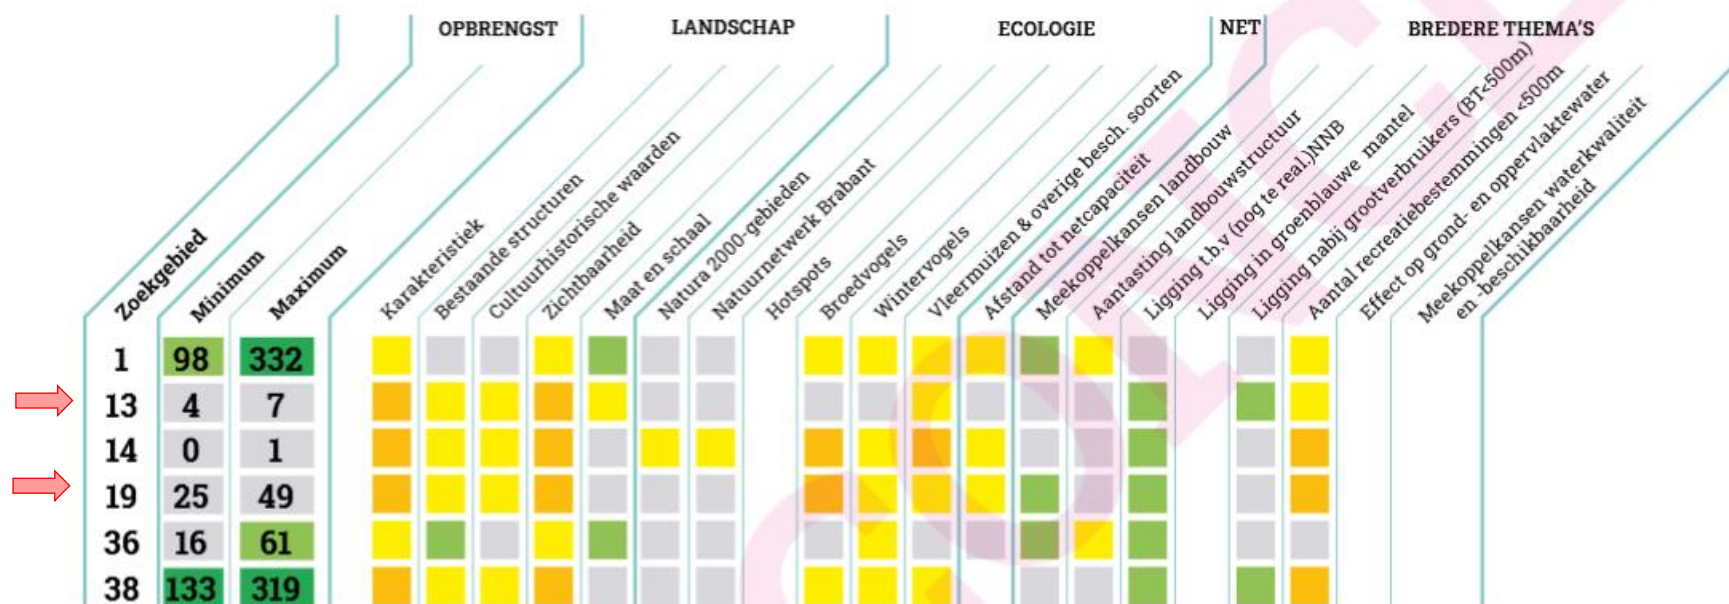 OPBRENGST LANDSCHAP ECOLOGIE NET BREDERE THEMA'S
Zoekgebied
Minimum
Maximum
Karakteristiek
Bestaande structuren
Cultuurhistorische waarden
Zichtbaarheid
Maat en schaal
Natura 2000-gebieden
Natuurnetwerk Brabant
Hotspots
Broedvogels
Wintervogels
Vleermuizen & overige besch. soorten
Afstand tot netcapaciteit
Meekoppelkansen landbouw
Aantasting landbouwstructuur
Ligging t.b.v (nog te real.)NNB
Ligging in groenblauwe mantel
Ligging nabij grootverbruikers (BT<500m)
Aantal recreatiebestemmingen <500m
Effect op grond- en oppervlaktewater
Meekoppelkansen waterkwaliteit
en -beschikbaarheid
1 98 332
13 4 7
14 0 1
19 25 49
36 16 61
38 133 319